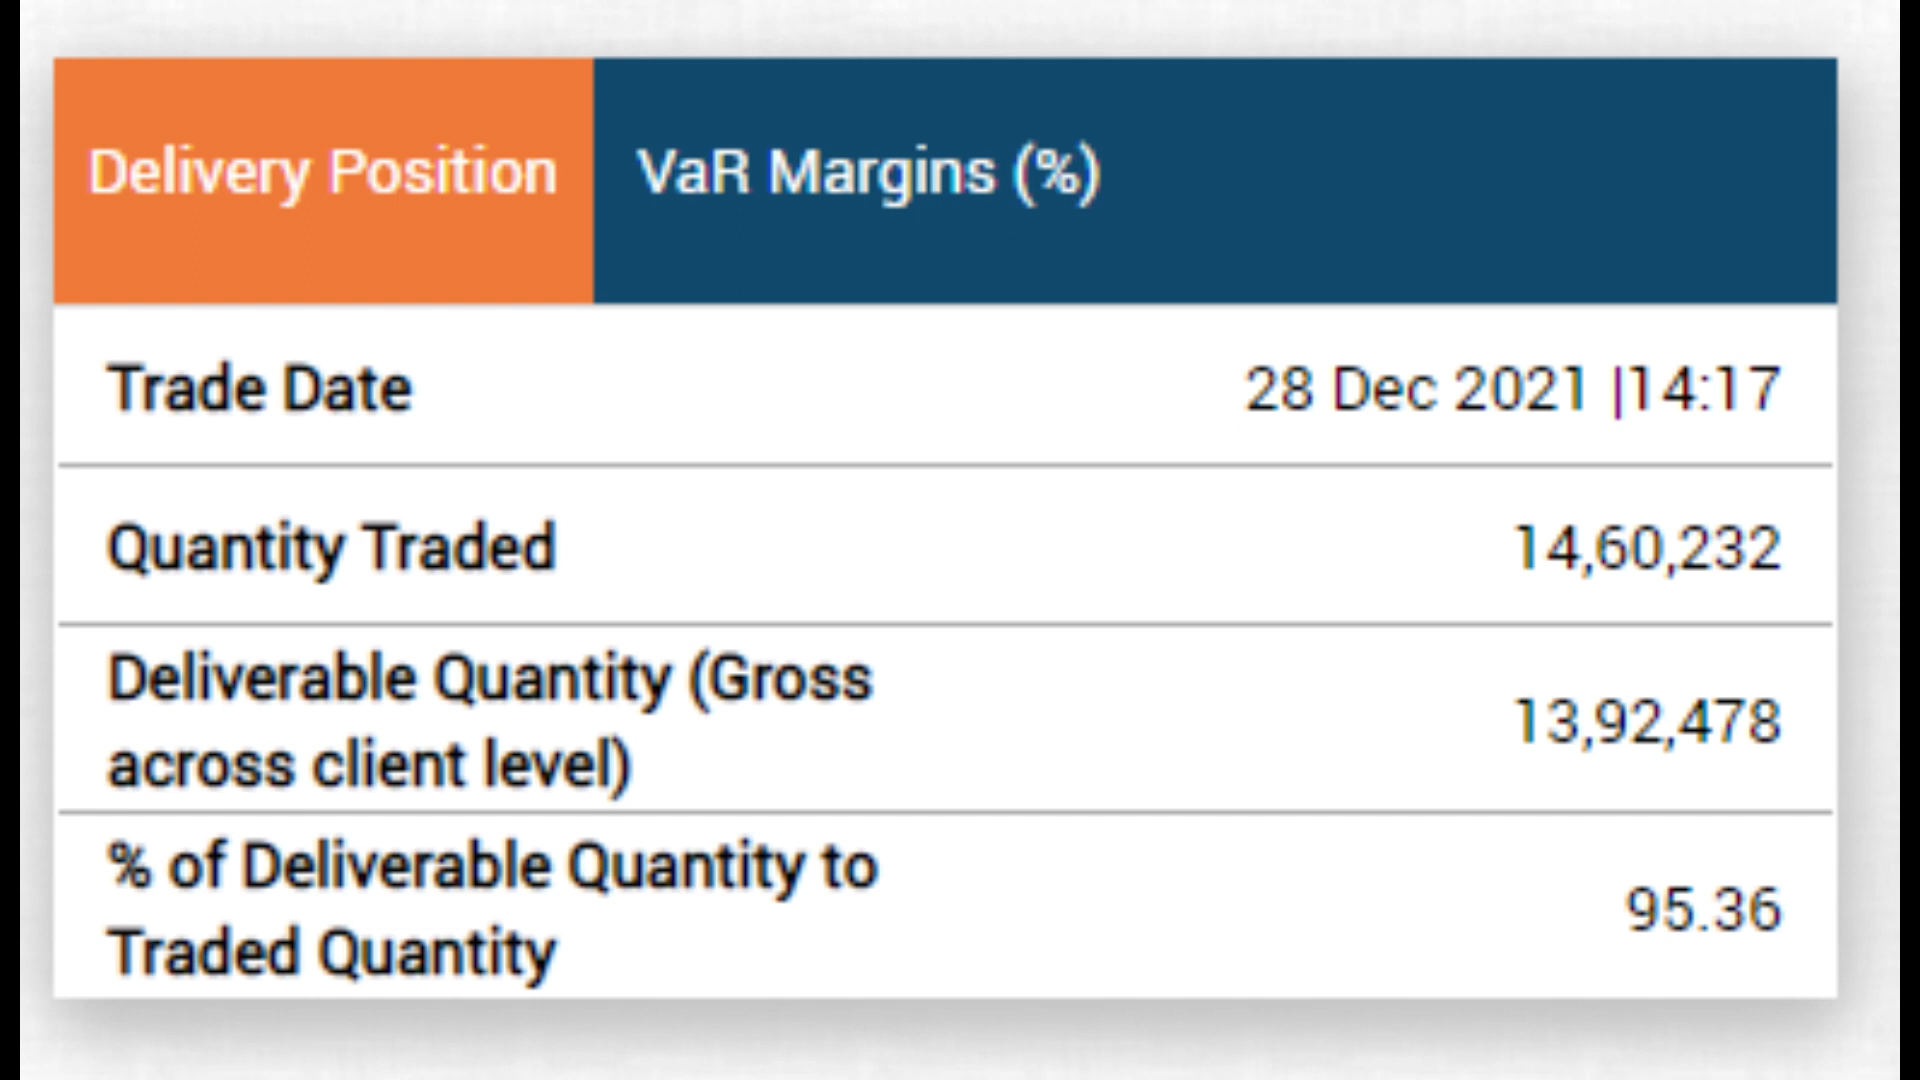 Delivery Position VaR Margins (%)
Trade Date 28 Dec 2021 |14:17
Quantity Traded 14,60,232
Deliverable Quantity (Gross
across client level) 13,92,478
% of Deliverable Quantity to
Traded Quantity 95.36